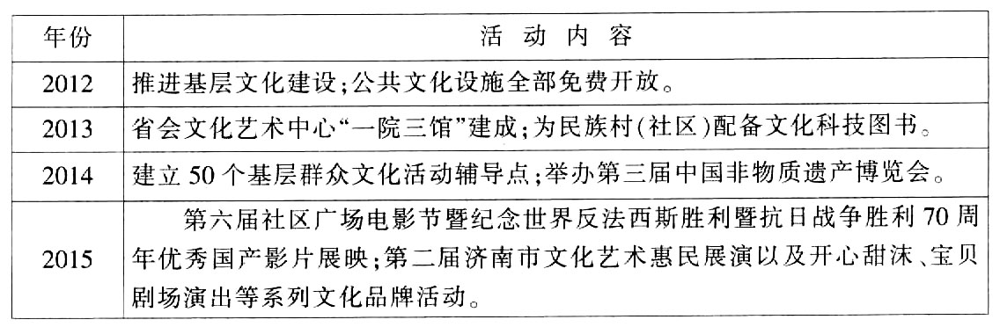 年份 活动内容
2012 推进基层文化建设;公共文化设施全部免费开放。
2013 省会文化艺术中心“一院三馆”建成;为民族村(社区)配备文化科技图书。
2014 建立50个基层群众文化活动辅导点;举办第三届中国非物质遗产博览会。
第六届社区广场电影节暨纪念世界反法西斯胜利暨抗日战争胜利70周
2015 年优秀国产影片展映;第二届济南市文化艺术惠民展演以及开心甜沫、宝贝
剧场演出等系列文化品牌活动。